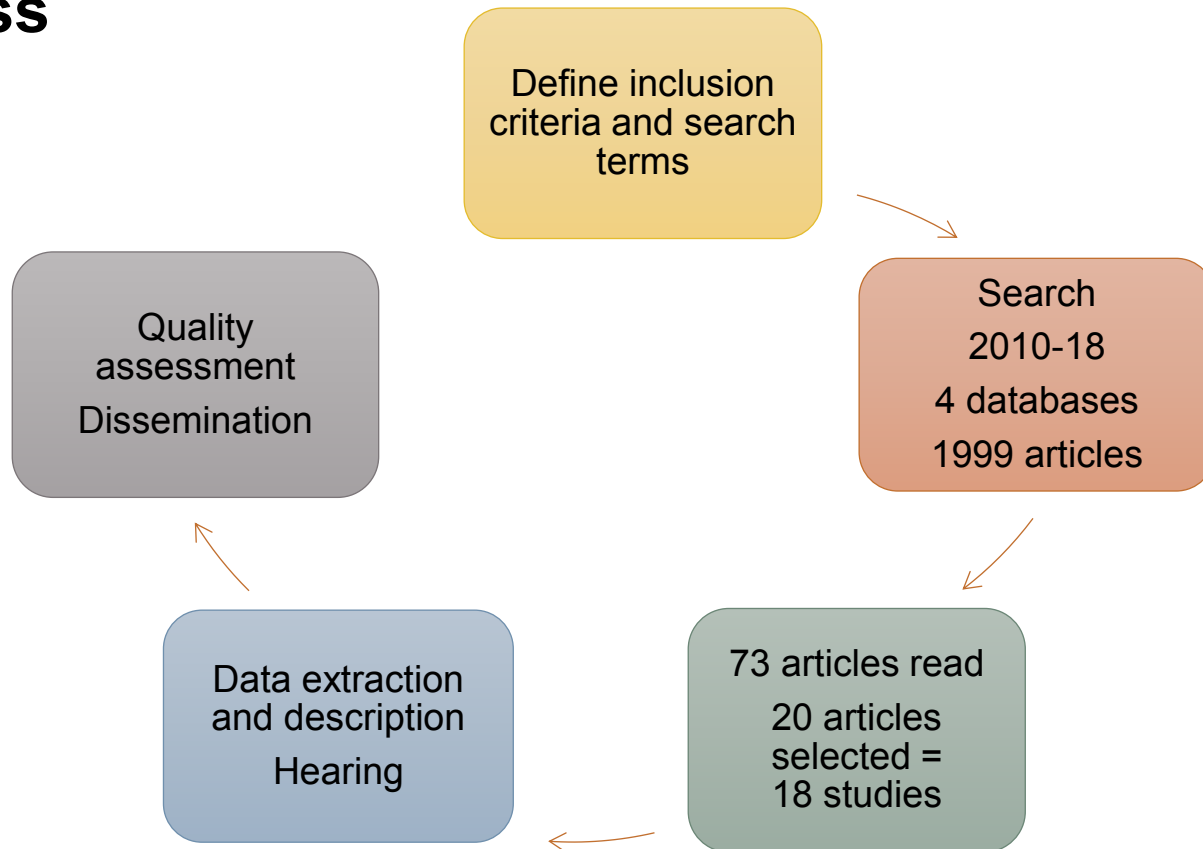 ss
Define inclusion
criteria and search
terms
Search
2010-18
4 databases
1999 articles
73 articles read
20 articles
selected =
18 studies
Data extraction
and description
Hearing
Quality
assessment
Dissemination